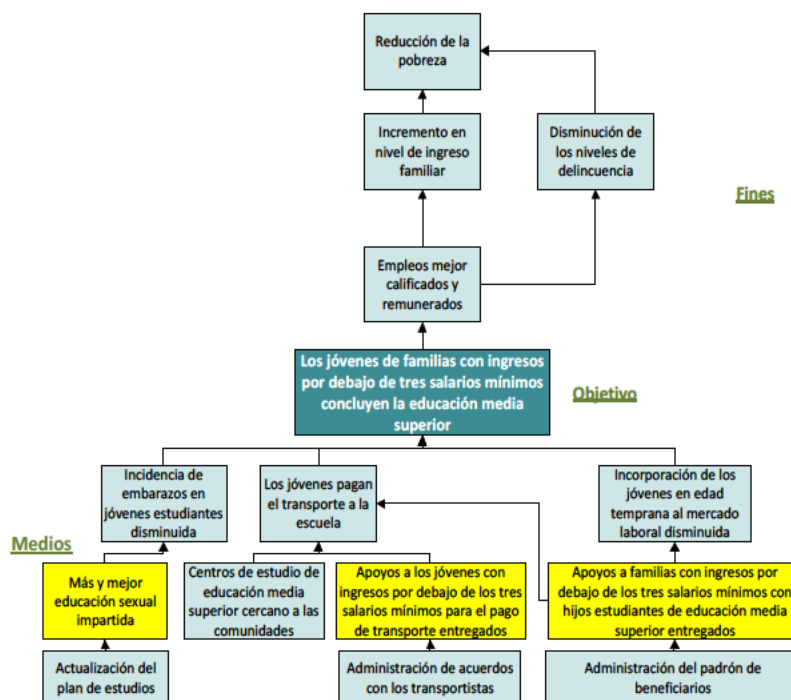 Reducción de la
pobreza
Incremento en
nivel de ingreso
familiar
Disminución de
los niveles de
delincuencia
Fines
Empleos mejor
calificados y
remunerados
Los jóvenes de familias con ingresos
por debajo de tres salarios mínimos
concluyen la educación media
superior
Objetivo
Incidencia de
embarazos en
jóvenes estudiantes
disminuida
Los jóvenes pagan
el transporte a la
escuela
Incorporación de los
jóvenes en edad
temprana al mercado
laboral disminuida
Medios
Más y mejor
educación sexual
impartida
Centros de estudio de
educación media
superior cercano a las
comunidades
Apoyos a los jóvenes con
ingresos por debajo de los tres
salarios mínimos para el pago
de transporte entregados
Apoyos a familias con ingresos por
debajo de los tres salarios mínimos con
hijos estudiantes de educación media
superior entregados
Actualización del
plan de estudios
Administración de acuerdos
con los transportistas
Administración del padrón de
beneficiarios